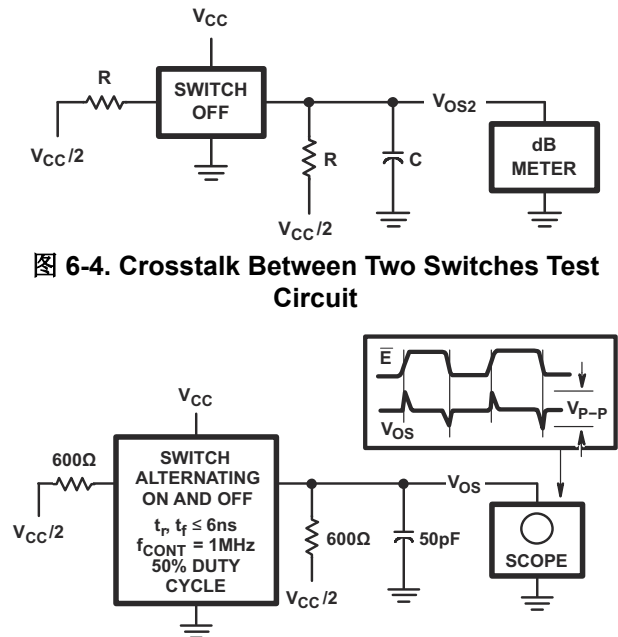 VCC
R
SWITCH
OFF
VOS2
VCC/2
R
C
dB
METER
VCC/2
图 6-4. Crosstalk Between Two Switches Test
Circuit
E
VCC
VP–P
VOS
600Ω
SWITCH
ALTERNATING
ON AND OFF
VOS
VCC/2
tr, tf ≤ 6ns
fCONT = 1MHz
50% DUTY
CYCLE
600Ω
50pF
SCOPE
VCC/2